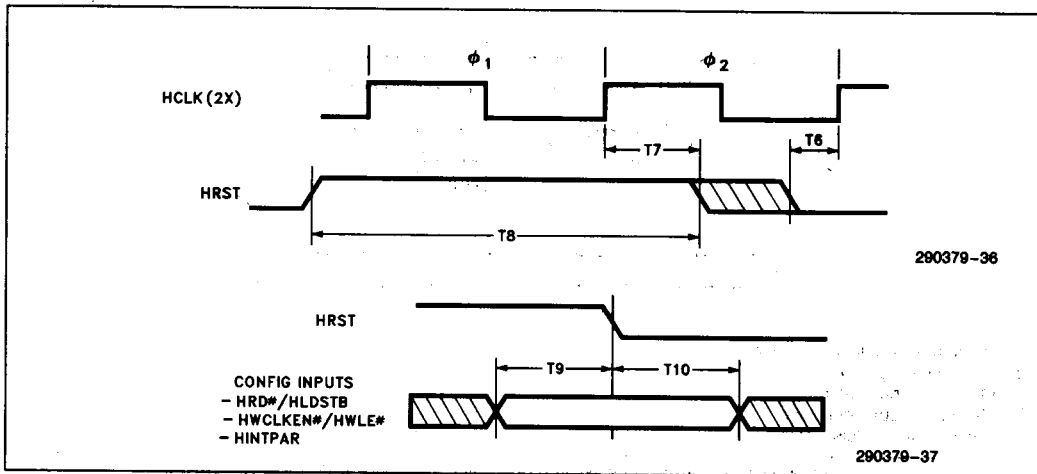 ϕ1
ϕ2
HCLK (2X)
T7
T6
HRST
T8
290379-36
HRST
T9
T10
CONFIG INPUTS
- HRD#/HLDSTB
- HWCLKEN#/HWLE#
- HINTPAR
290379-37